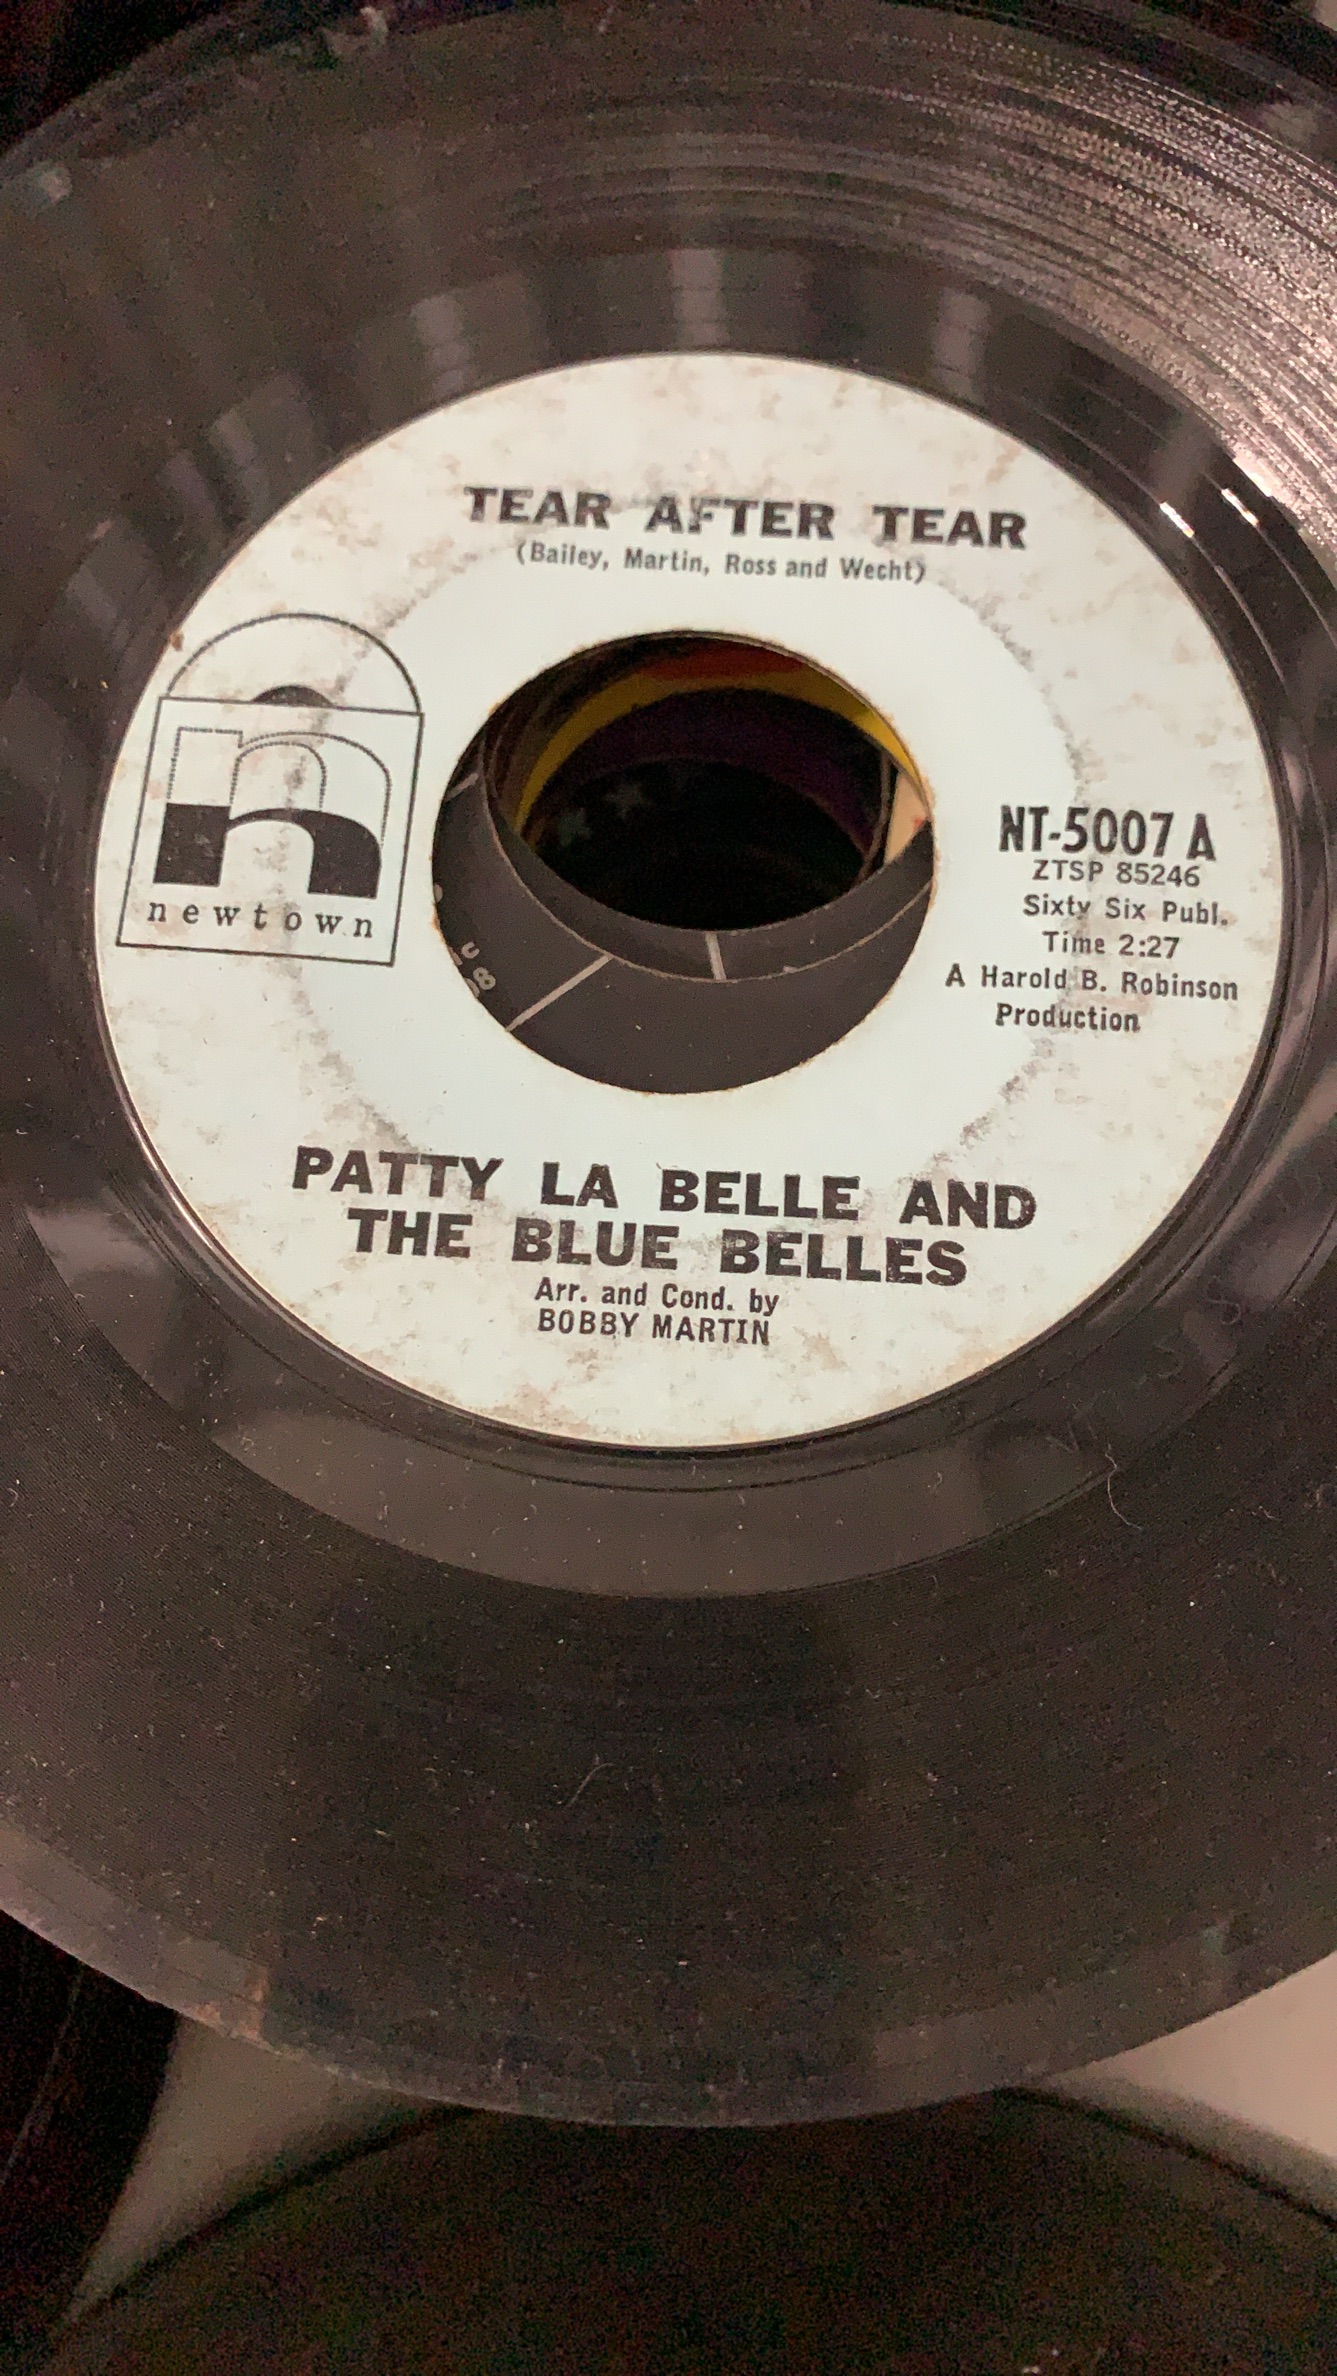 TEAR AFTER TEAR
(Bailey, Martin, Ross and Wecht)
n
newtown
NT-5007 A
ZTSP 85246
Sixty Six Publ.
Time 2:27
A Harold B. Robinson
Production
PATTY LA BELLE AND
THE BLUE BELLES
Arr. and Cond. by
BOBBY MARTIN